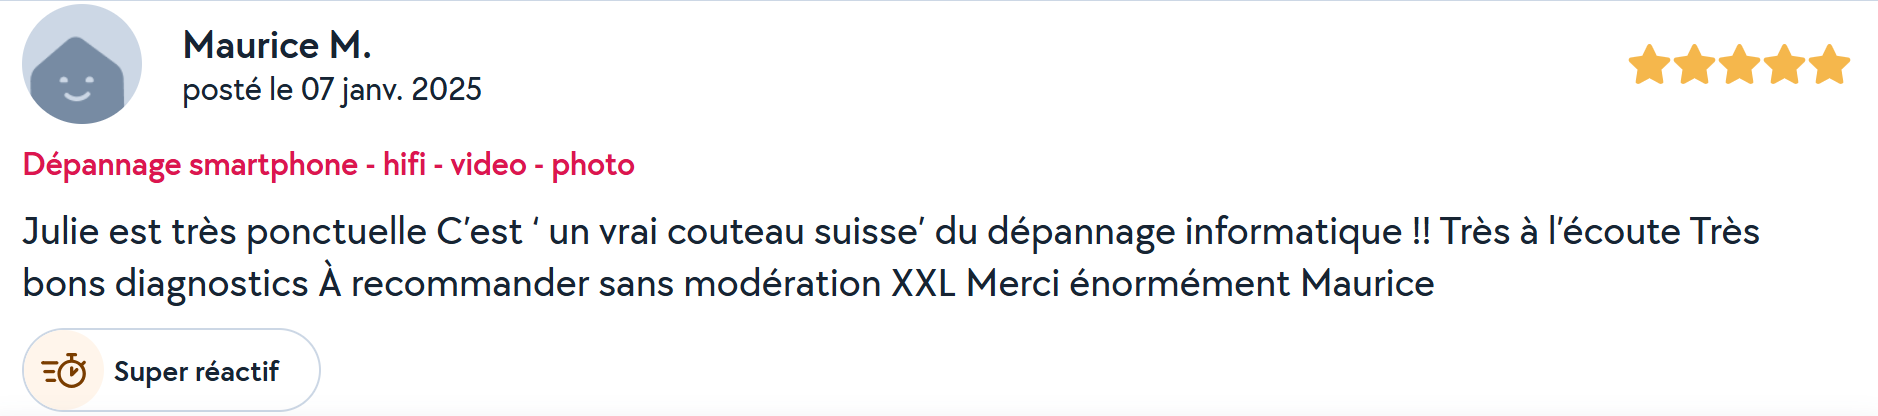 Maurice M.
posté le 07 janv. 2025
Dépannage smartphone - hifi - video - photo
Julie est très ponctuelle C’est ‘ un vrai couteau suisse’ du dépannage informatique !! Très à l’écoute Très
bons diagnostics À recommander sans modération XXL Merci énormément Maurice
Super réactif